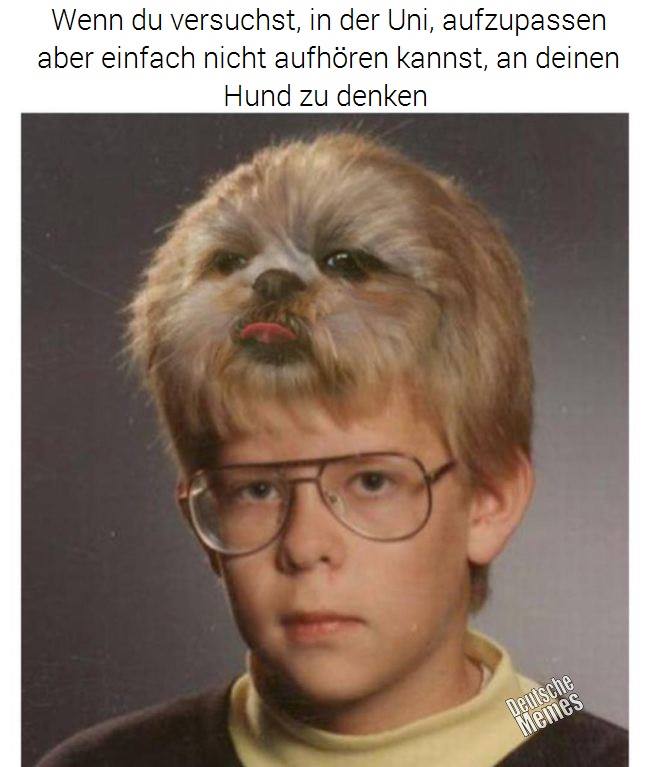 Wenn du versuchst, in der Uni, aufzupassen
aber einfach nicht aufhören kannst, an deinen
Hund zu denken
Deutsche
Memes